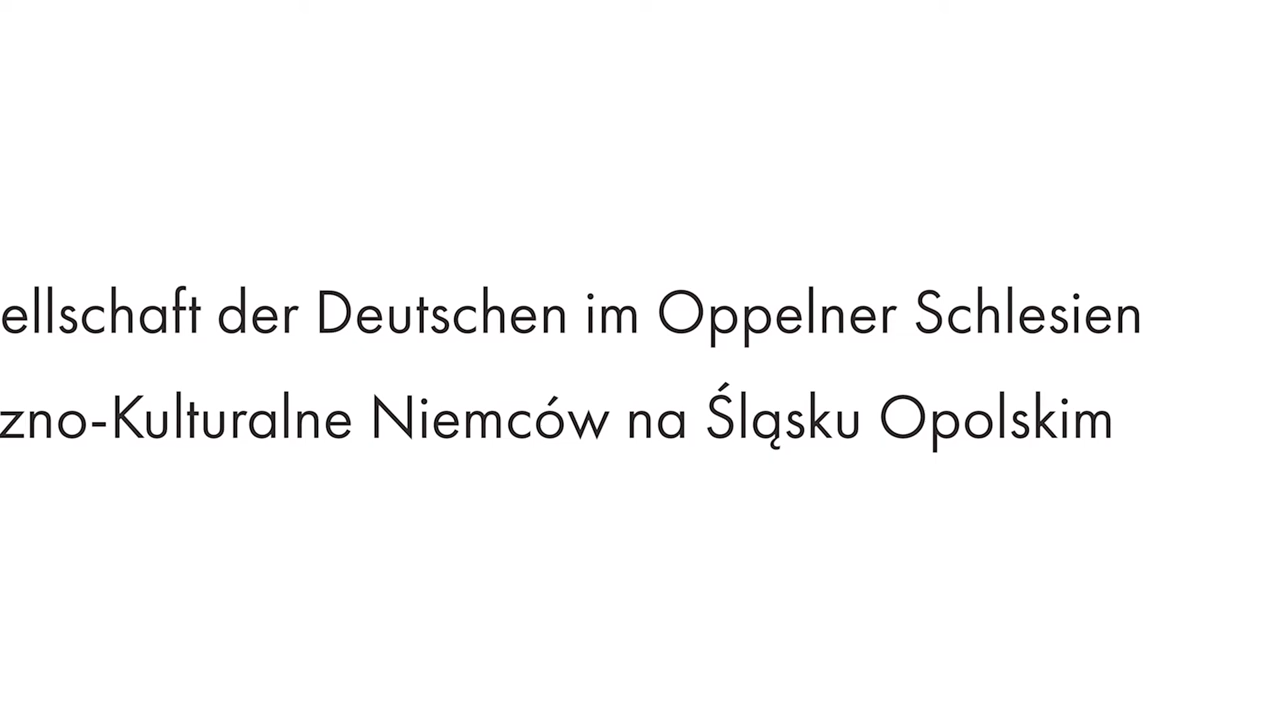 ellschaft der Deutschen im Oppelner Schlesien
zno-Kulturalne Niemców na Śląsku Opolskim